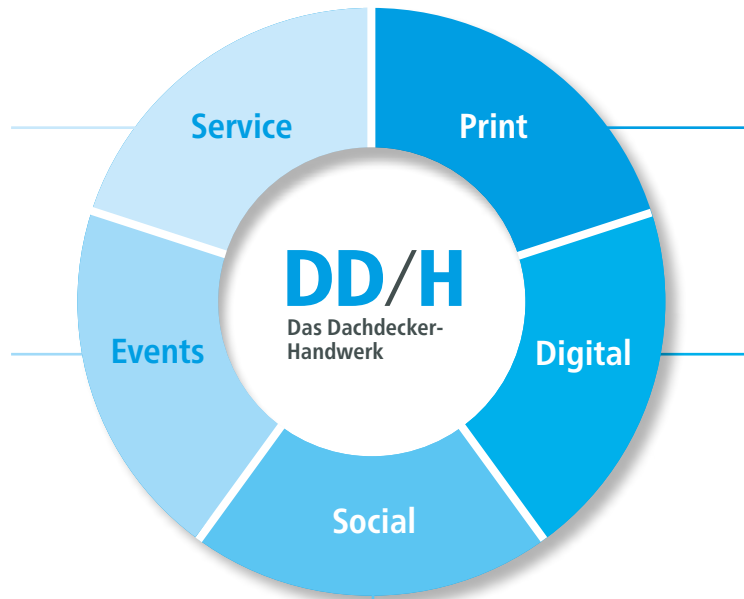 Service
Print
DD/H
Das Dachdecker-
Handwerk
Events
Digital
Social